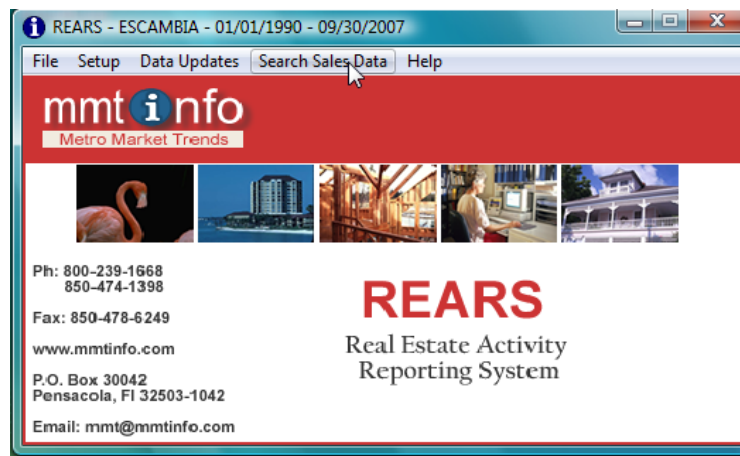 REARS - ESCAMBIA - 01/01/1990 - 09/30/2007
File Setup Data Updates Search Sales Data Help
mmt info
Metro Market Trends
Ph: 800-239-1668
850-474-1398
Fax: 850-478-6249
www.mmtinfo.com
P.O. Box 30042
Pensacola, Fl 32503-1042
Email: mmt@mmtinfo.com
REARS
Real Estate Activity
Reporting System